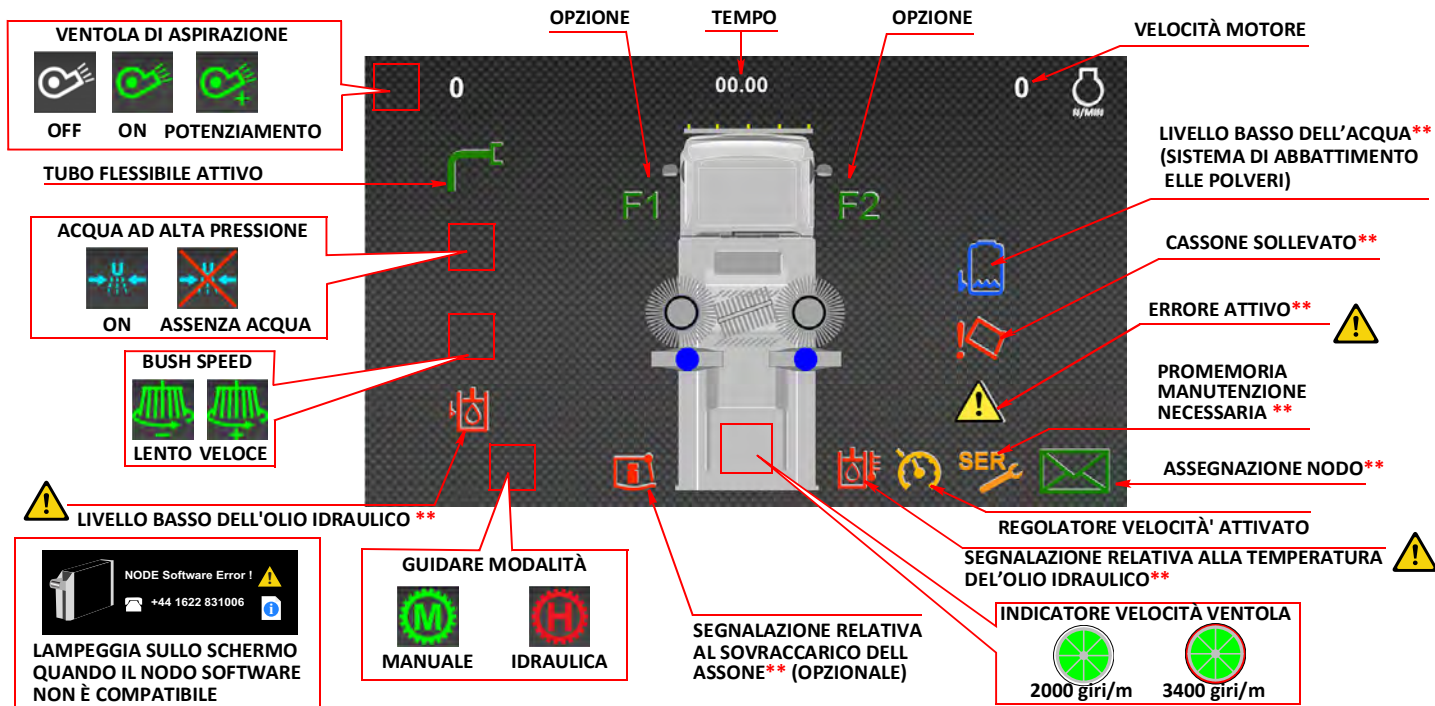 OPZIONE
TEMPO
OPZIONE
VELOCITÀ MOTORE
VENTOLA DI ASPIRAZIONE
OFF
ON
POTENZIAMENTO
0
00.00
0
N/MIN
TUBO FLESSIBILE ATTIVO
F1
F2
LIVELLO BASSO DELL'ACQUA**
(SISTEMA DI ABBATTIMENTO
ELLE POLVERI)
ACQUA AD ALTA PRESSIONE
U
U
ON
ASSENZA ACQUA
CASSONE SOLLEVATO**
ERRORE ATTIVO**
BUSH SPEED
LENTO
VELOCE
PROMEMORIA
MANUTENZIONE
NECESSARIA **
SER
ASSEGNAZIONE NODO**
LIVELLO BASSO DELL'OLIO IDRAULICO **
REGOLATORE VELOCITÀ' ATTIVATO
SEGNALAZIONE RELATIVA ALLA TEMPERATURA
DEL'OLIO IDRAULICO**
NODE Software Error !
+44 1622 831006
LAMPEGGIA SULLO SCHERMO
QUANDO IL NODO SOFTWARE
NON È COMPATIBILE
GUIDARE MODALITÀ
M
H
MANUALE
IDRAULICA
SEGNALAZIONE RELATIVA
AL SOVRACCARICO DELL
ASSONE** (OPZIONALE)
INDICATORE VELOCITÀ VENTOLA
2000 giri/m
3400 giri/m